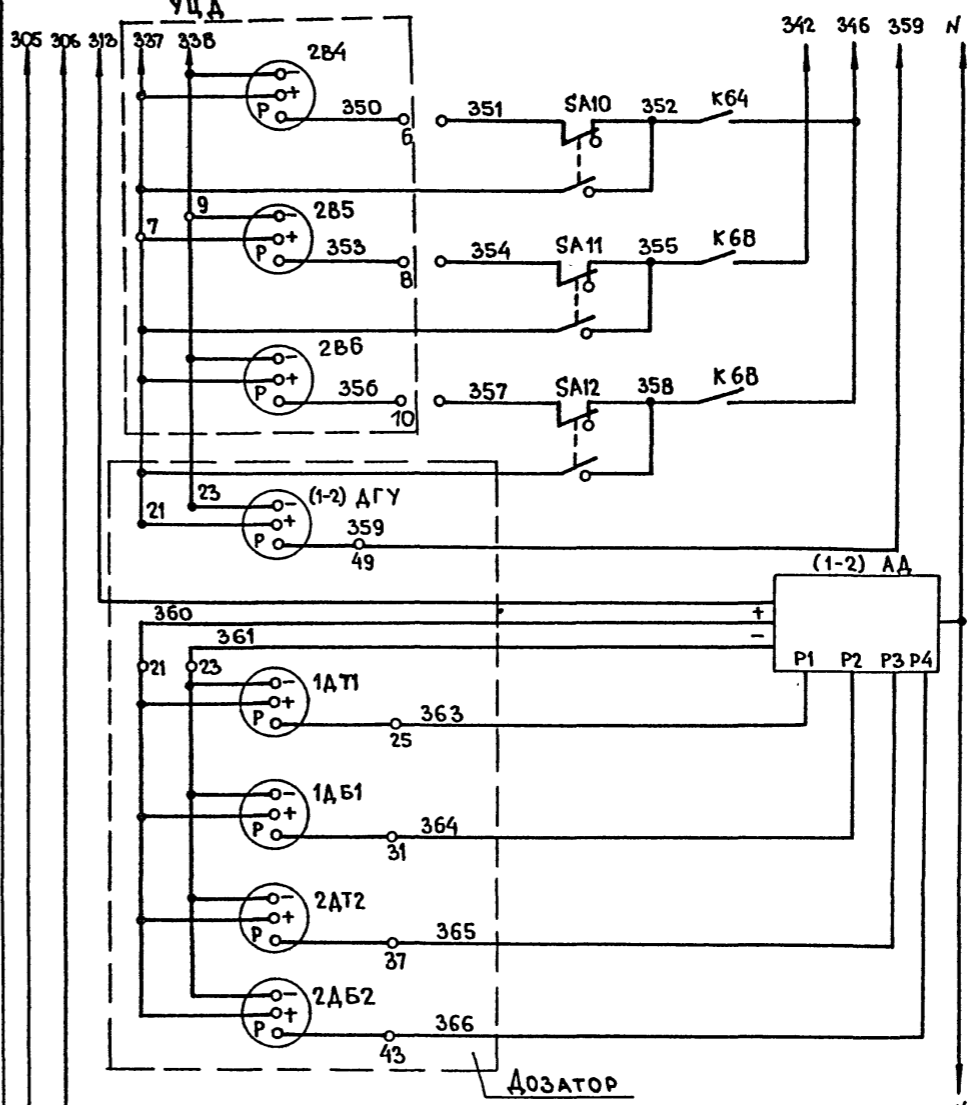 УЦД
305 306 313 337 338 342 346 359 N
2В4
− + Р 350 6 351 SA10 352 К64
9 7
2В5
− + Р 353 8 354 SA11 355 К68
2В6
− + Р 356 10 357 SA12 358 К68
23 21
(1-2) ДГУ
− + Р 359 49
(1-2) АД
360 +
361 −
Р1 Р2 Р3 Р4
21 23
1ДТ1
− + Р 363 25
1ДБ1
− + Р 364 31
2ДТ2
− + Р 365 37
2ДБ2
− + Р 366 43
ДОЗАТОР